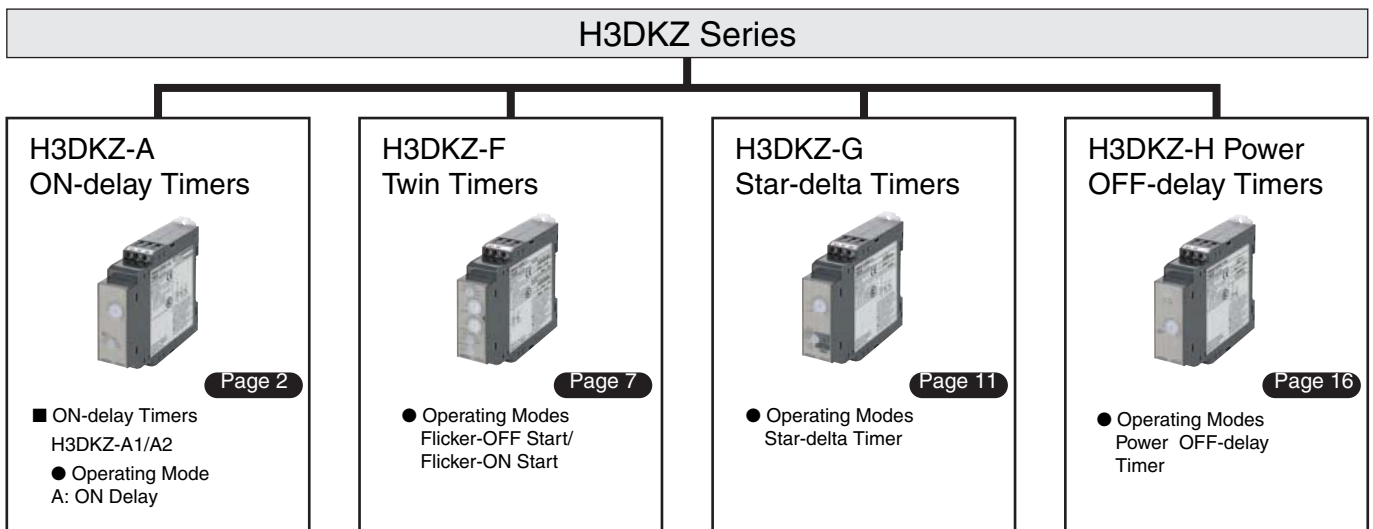 H3DKZ Series
H3DKZ-A
ON-delay Timers
Page 2
■ ON-delay Timers
H3DKZ-A1/A2
● Operating Mode
A: ON Delay
H3DKZ-F
Twin Timers
Page 7
● Operating Modes
Flicker-OFF Start/
Flicker-ON Start
H3DKZ-G
Star-delta Timers
Page 11
● Operating Modes
Star-delta Timer
H3DKZ-H Power
OFF-delay Timers
Page 16
● Operating Modes
Power OFF-delay
Timer